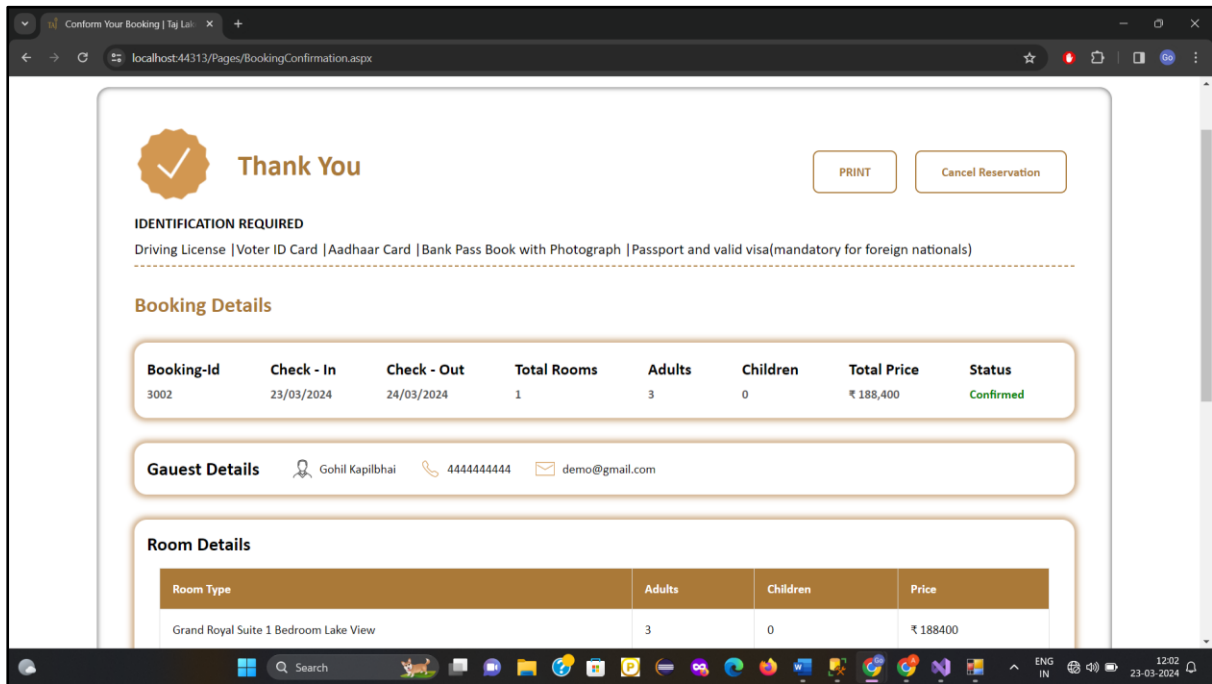 Conform Your Booking | Taj Lak
localhost:44313/Pages/BookingConfirmation.aspx
Go
Thank You
PRINT
Cancel Reservation
IDENTIFICATION REQUIRED
Driving License |Voter ID Card |Aadhaar Card |Bank Pass Book with Photograph |Passport and valid visa(mandatory for foreign nationals)
Booking Details
Booking-Id Check - In Check - Out Total Rooms Adults Children Total Price Status
3002 23/03/2024 24/03/2024 1 3 0 ₹ 188,400 Confirmed
Gauest Details Gohil Kapilbhai 4444444444 demo@gmail.com
Room Details
Room Type Adults Children Price
Grand Royal Suite 1 Bedroom Lake View 3 0 ₹ 188400
Search
ENG
IN
12:02
23-03-2024